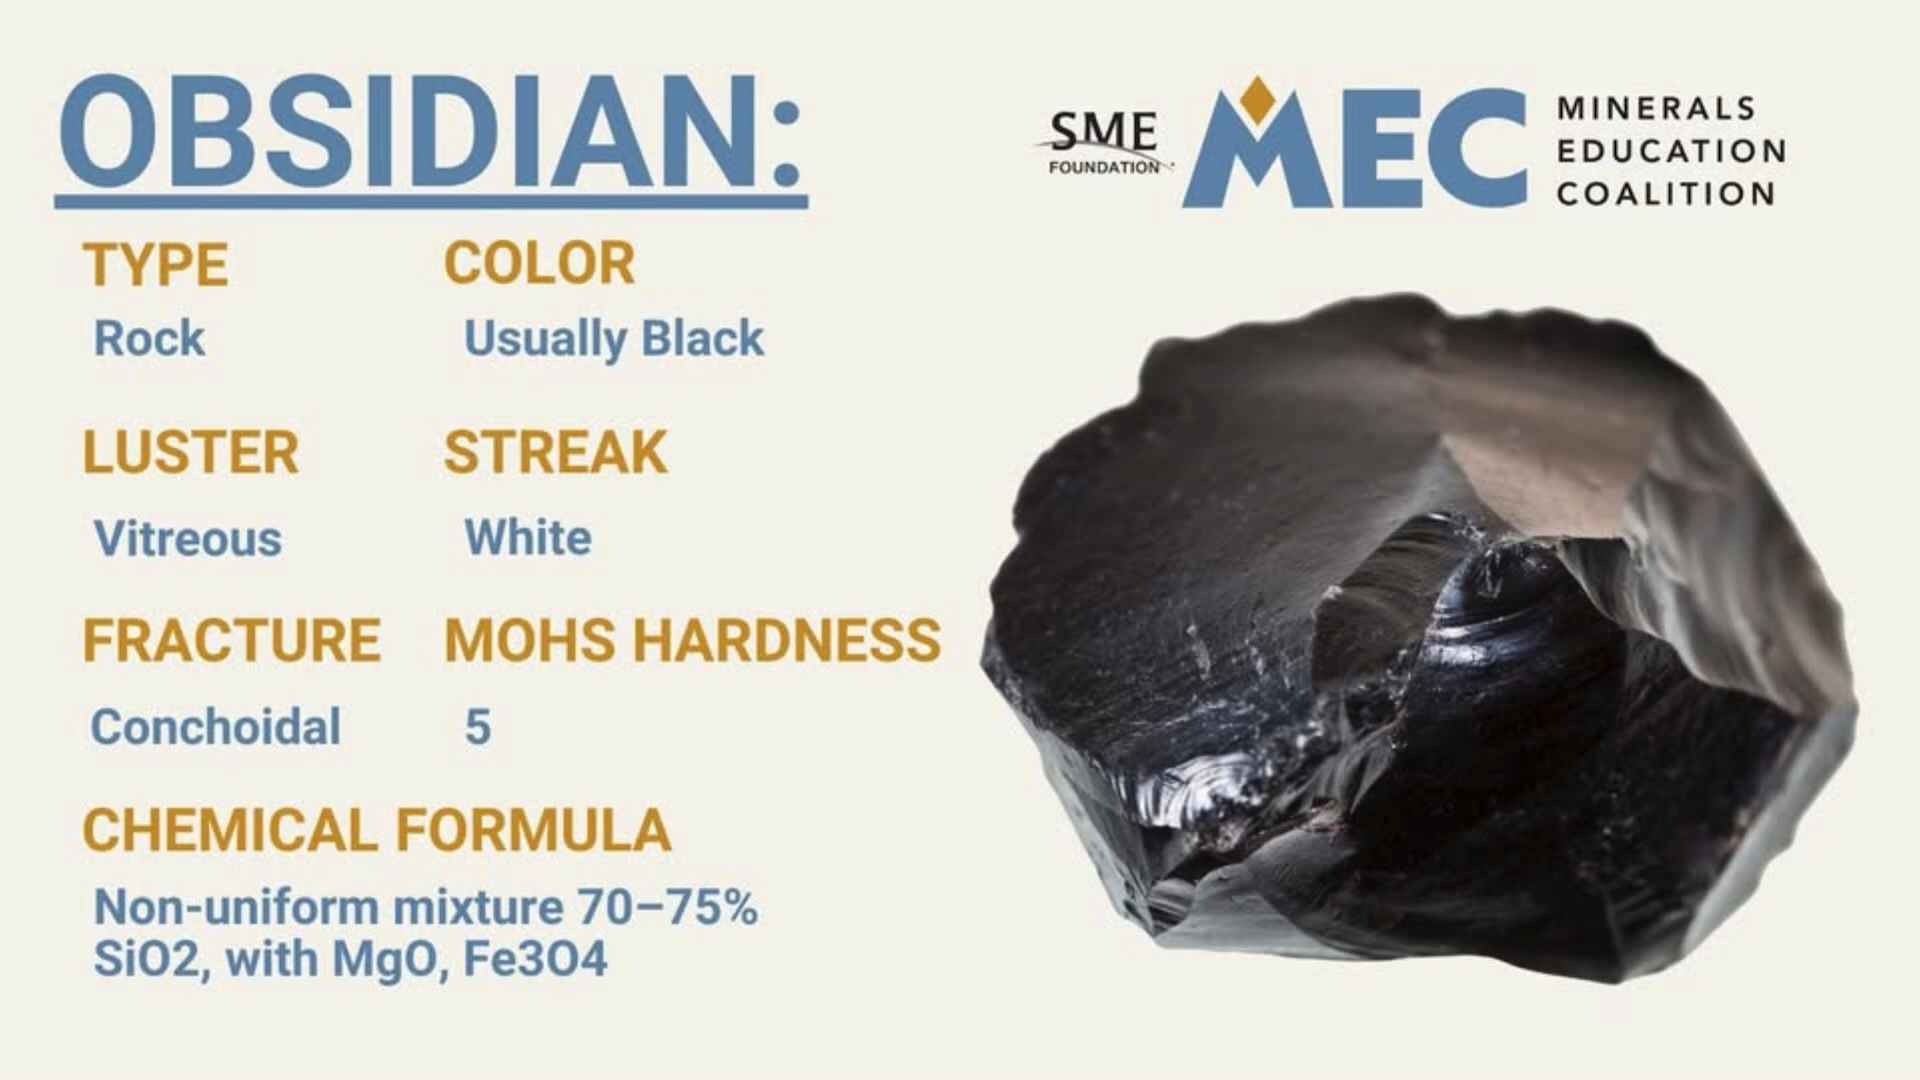 OBSIDIAN:
SME
FOUNDATION
MEC
MINERALS
EDUCATION
COALITION
TYPE
Rock
COLOR
Usually Black
LUSTER
Vitreous
STREAK
White
FRACTURE
Conchoidal
MOHS HARDNESS
5
CHEMICAL FORMULA
Non-uniform mixture 70–75%
SiO2, with MgO, Fe3O4